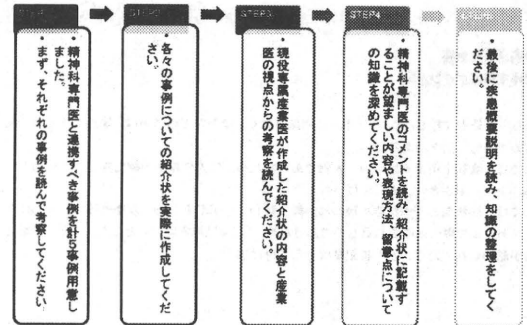 STEP1
・精神科専門医と連携すべき事例を計5事例用意し
ました。
・まず、それぞれの事例を読んで考察してください。
STEP2
・各々の事例についての紹介状を実際に作成してくだ
さい。
STEP3
・現役専属産業医が作成した紹介状の内容と産業
医の視点からの考察を読んでください。
STEP4
・精神科専門医のコメントを読み、紹介状に記載す
ることが望ましい内容や表現方法、留意点について
の知識を深めてください。
・最後に疾患概要説明を読み、知識の整理をしてく
ださい。